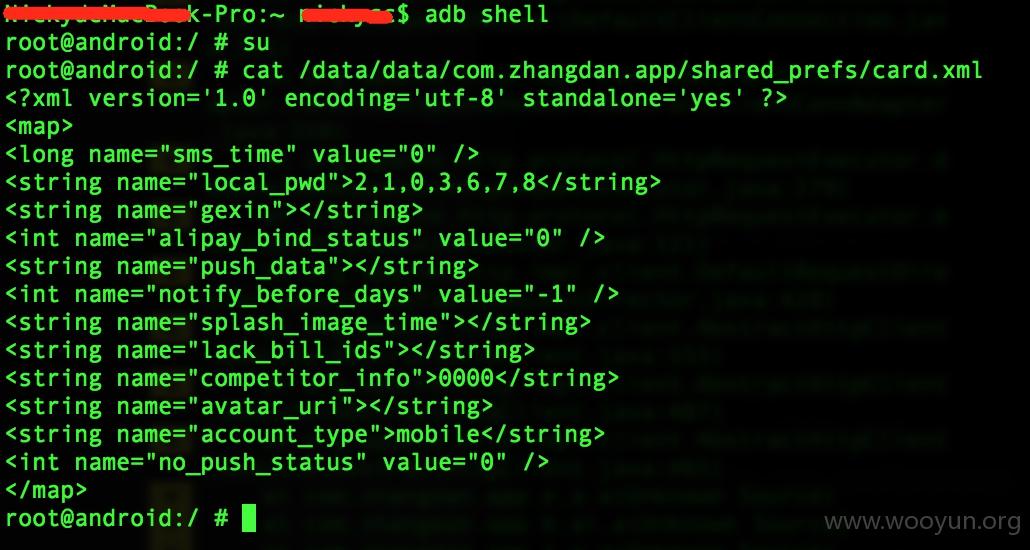 k-Pro:~ $ adb shell
root@android:/ # su
root@android:/ # cat /data/data/com.zhangdan.app/shared_prefs/card.xml
<?xml version='1.0' encoding='utf-8' standalone='yes' ?>
<map>
<long name="sms_time" value="0" />
<string name="local_pwd">2,1,0,3,6,7,8</string>
<string name="gexin"></string>
<int name="alipay_bind_status" value="0" />
<string name="push_data"></string>
<int name="notify_before_days" value="-1" />
<string name="splash_image_time"></string>
<string name="lack_bill_ids"></string>
<string name="competitor_info">0000</string>
<string name="avatar_uri"></string>
<string name="account_type">mobile</string>
<int name="no_push_status" value="0" />
</map>
root@android:/ #
www.wooyun.org